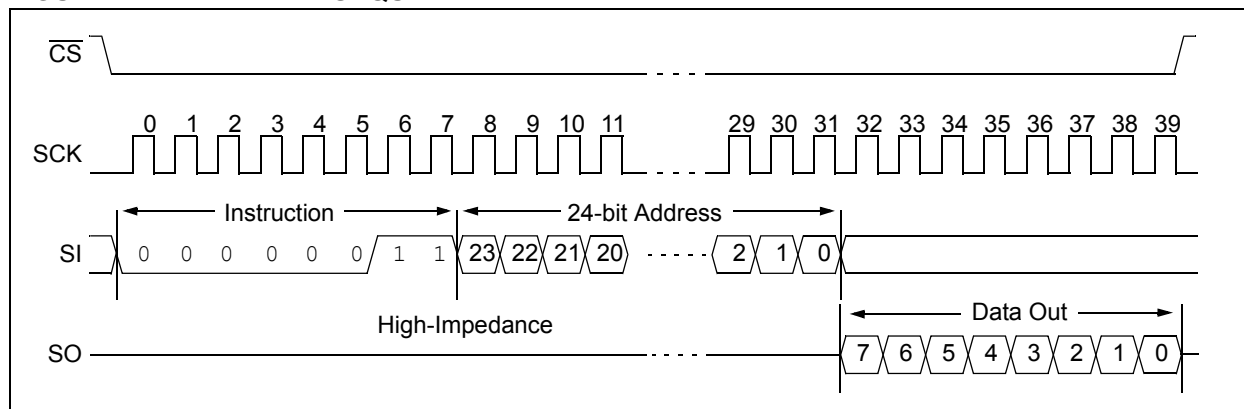 CS
0 1 2 3 4 5 6 7 8 9 10 11 29 30 31 32 33 34 35 36 37 38 39
SCK
Instruction 24-bit Address
SI 0 0 0 0 0 0 1 1 23 22 21 20 2 1 0
High-Impedance Data Out
SO 7 6 5 4 3 2 1 0